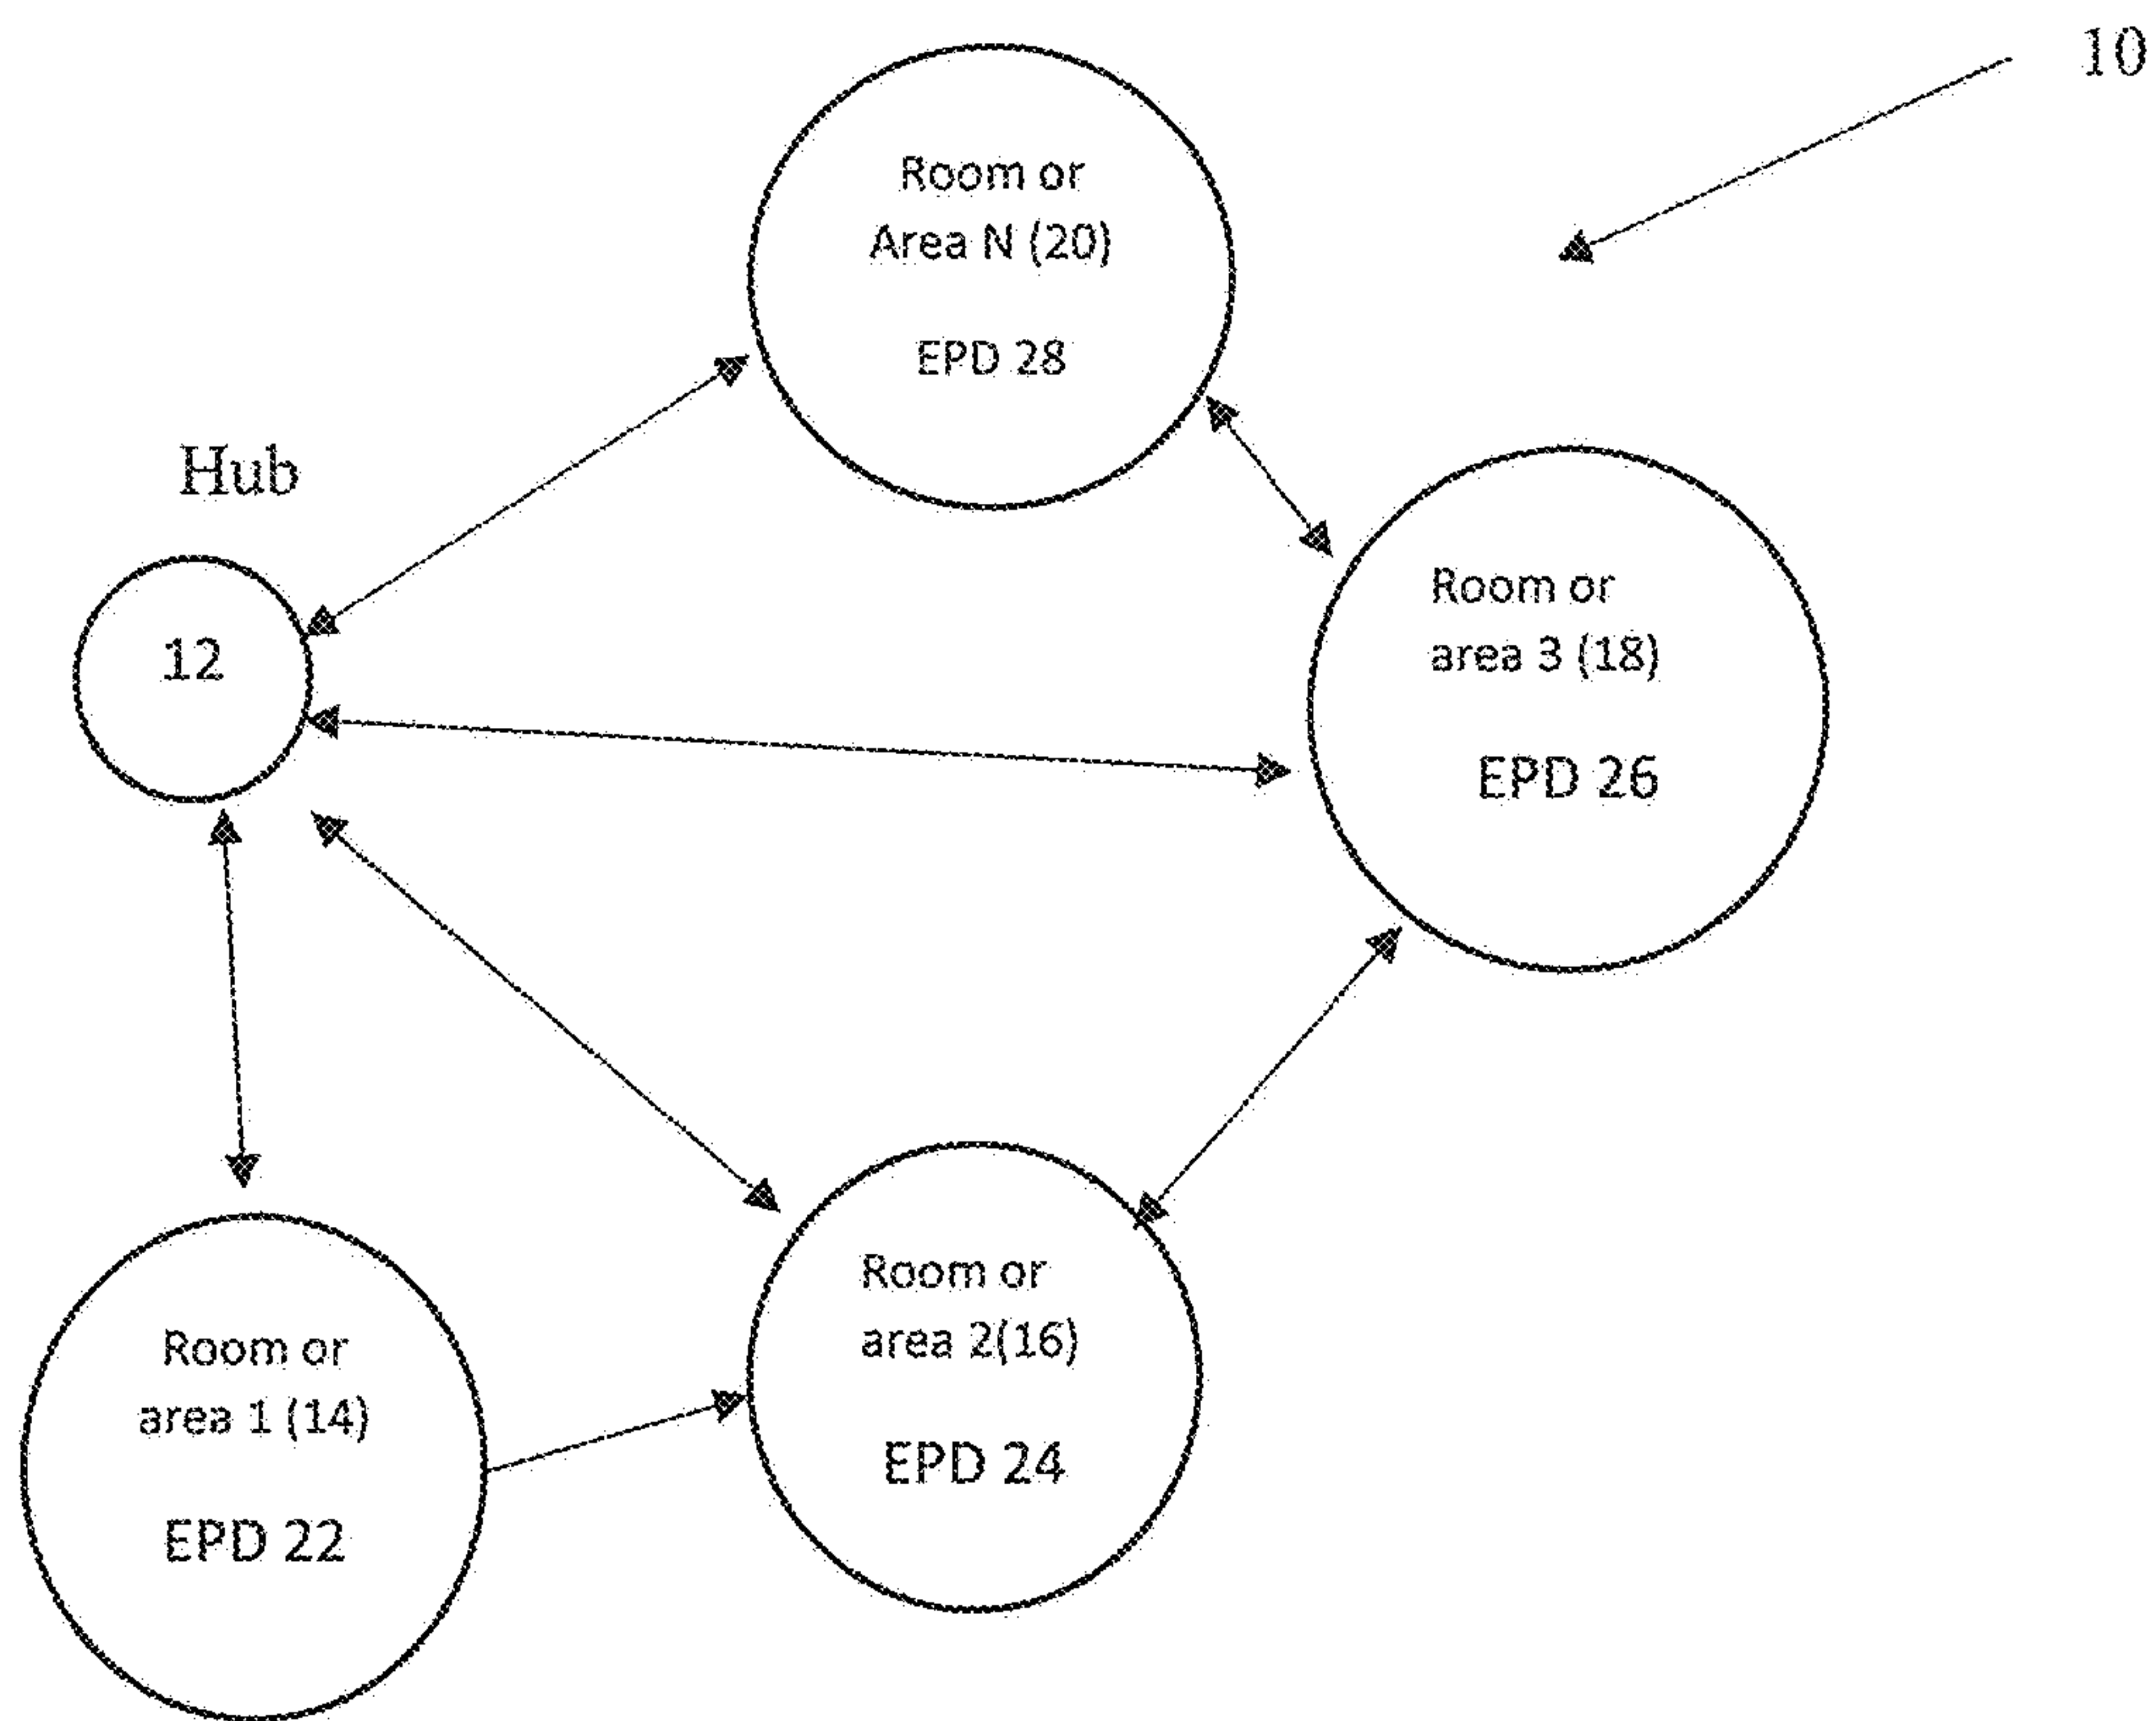 10
Room or
Area N (20)
EPD 28
Hub
12
Room or
area 3 (18)
EPD 26
Room or
area 2(16)
EPD 24
Room or
area 1 (14)
EPD 22